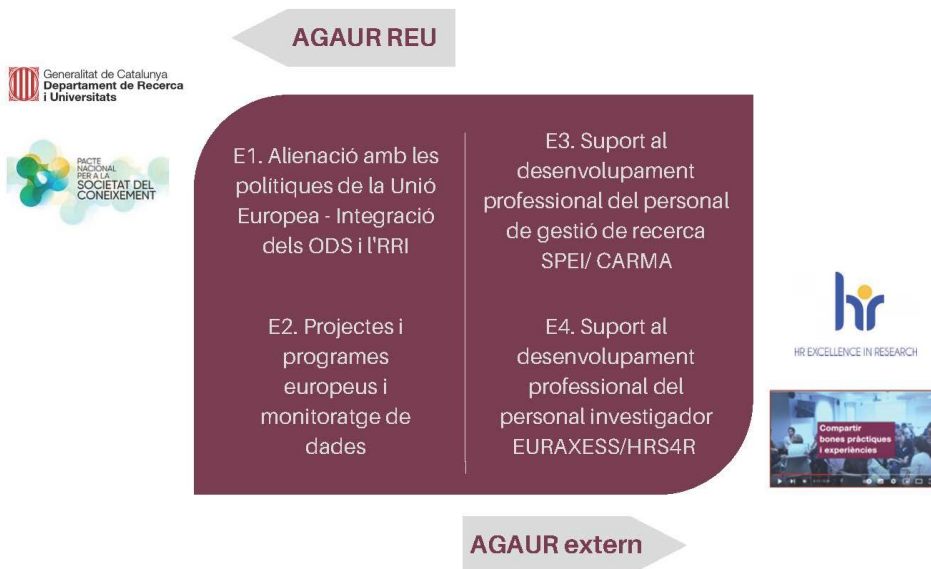 AGAUR REU
Generalitat de Catalunya
Departament de Recerca
i Universitats
PACTE
NACIONAL
PER A LA
SOCIETAT DEL
CONEIXEMENT
E1. Alienació amb les
polítiques de la Unió
Europea - Integració
dels ODS i l'RRI
E2. Projectes i
programes
europeus i
monitoratge de
dades
E3. Suport al
desenvolupament
professional del personal
de gestió de recerca
SPEI/ CARMA
E4. Suport al
desenvolupament
professional del
personal investigador
EURAXESS/HRS4R
hr
HR EXCELLENCE IN RESEARCH
Compartir
bones pràctiques
i experiències
AGAUR extern